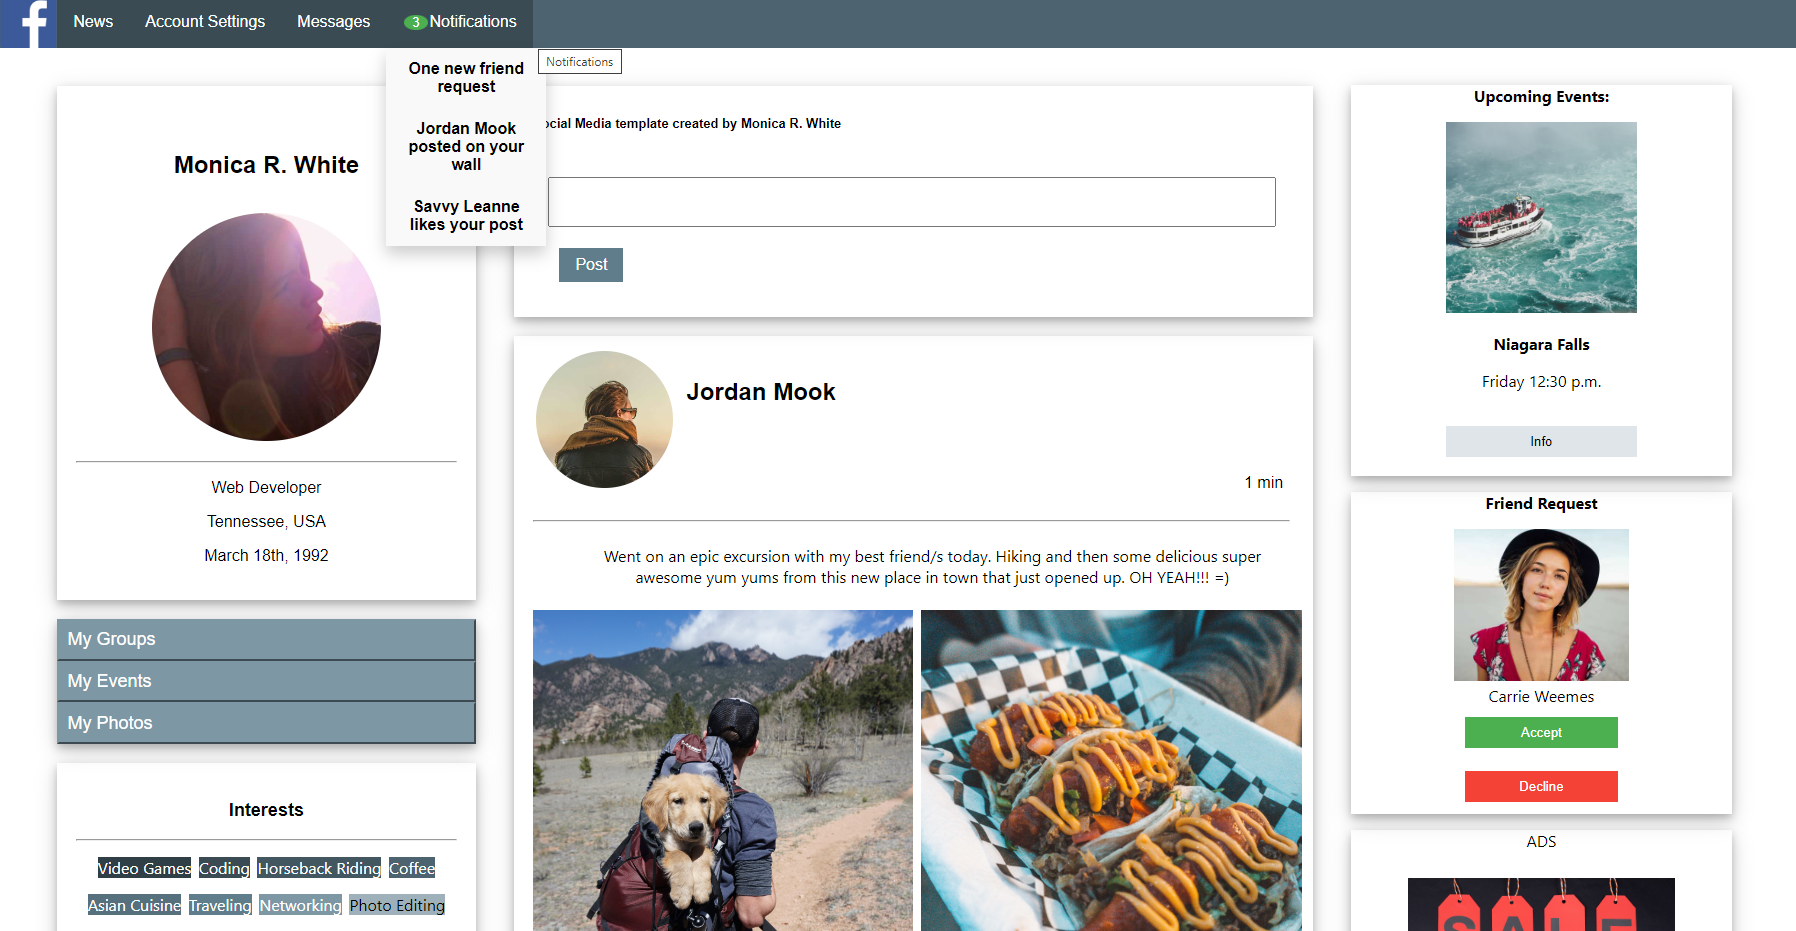 f
News
Account Settings
Messages
3 Notifications
Notifications
One new friend
request
Jordan Mook
posted on your
wall
Savvy Leanne
likes your post
Monica R. White
Web Developer
Tennessee, USA
March 18th, 1992
My Groups
My Events
My Photos
Interests
Video Games Coding Horseback Riding Coffee
Asian Cuisine Traveling Networking Photo Editing
ocial Media template created by Monica R. White
Post
Jordan Mook
1 min
Went on an epic excursion with my best friend/s today. Hiking and then some delicious super
awesome yum yums from this new place in town that just opened up. OH YEAH!!! =)
Upcoming Events:
Niagara Falls
Friday 12:30 p.m.
Info
Friend Request
Carrie Weemes
Accept
Decline
ADS
SALE